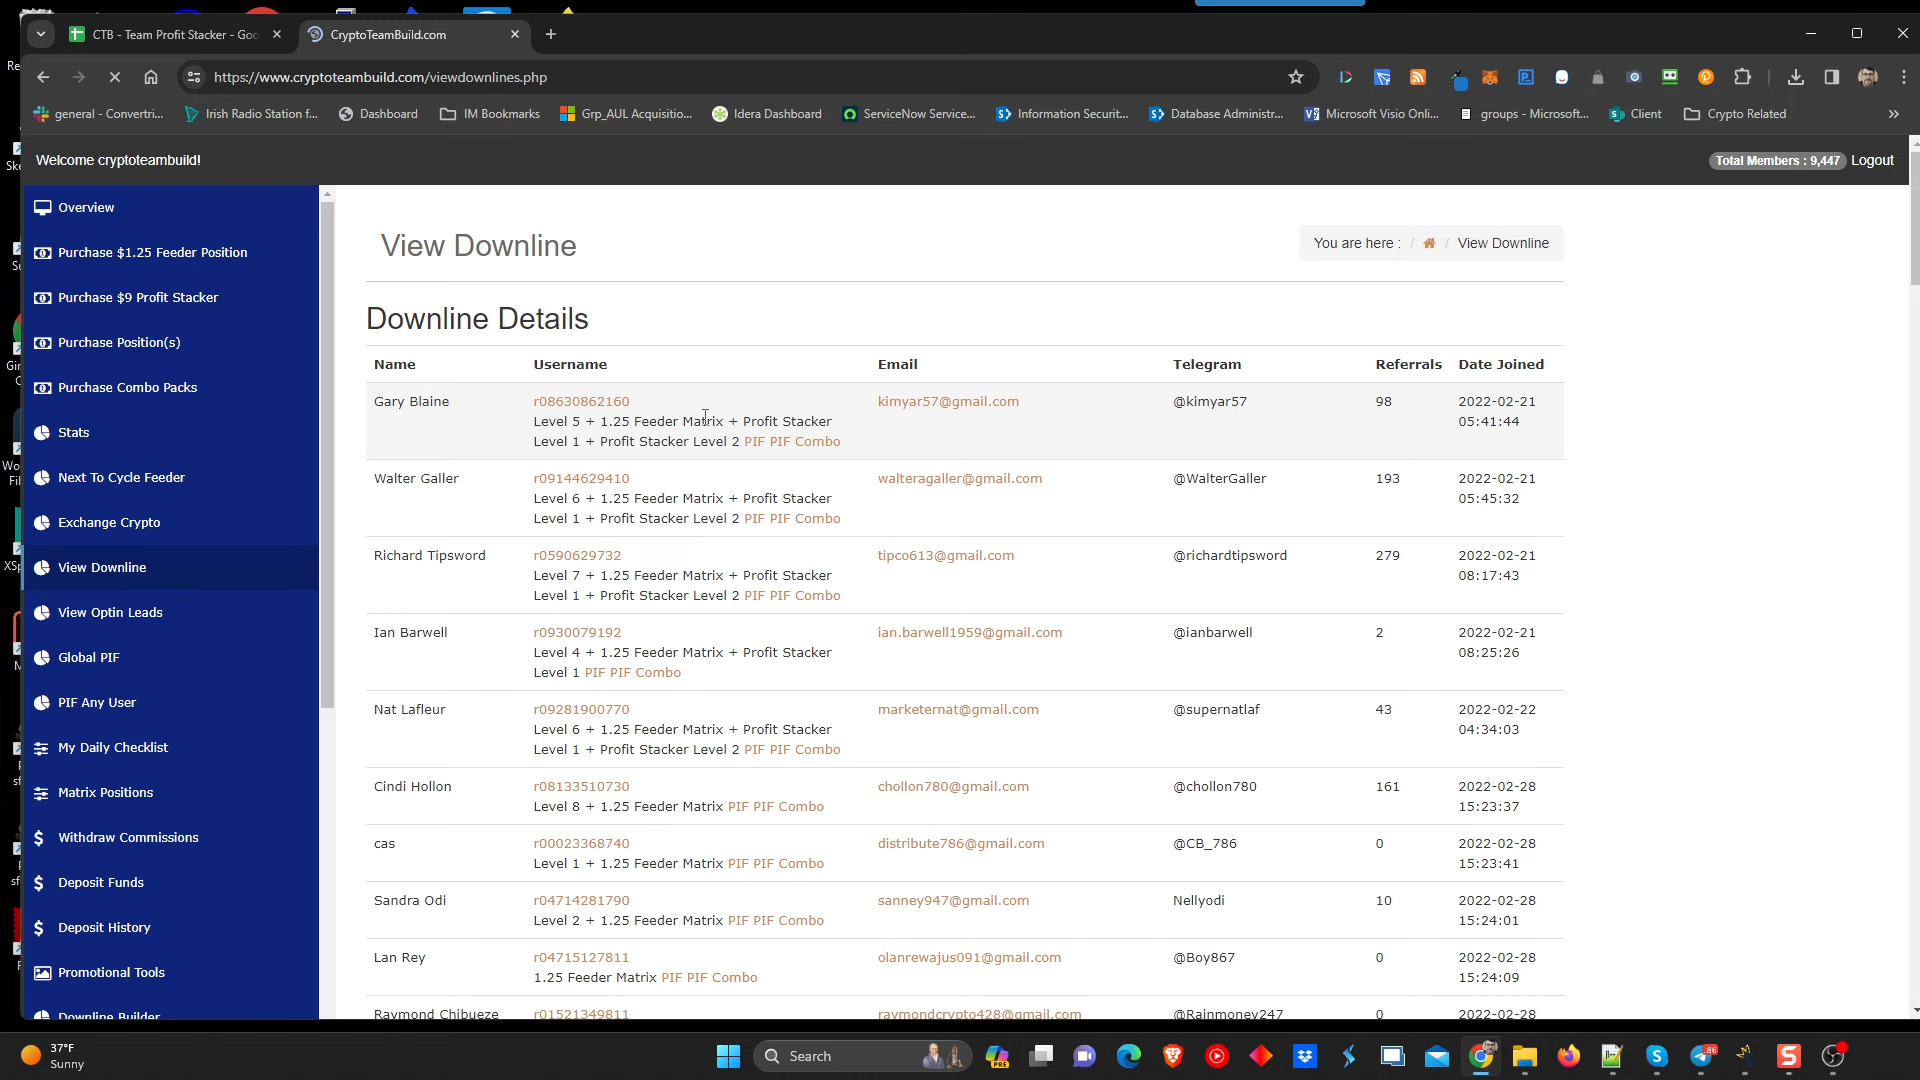 CTB - Team Profit Stacker - Goo
CryptoTeamBuild.com
https://www.cryptoteambuild.com/viewdownlines.php
general - Convertri...
Irish Radio Station f...
Dashboard
IM Bookmarks
Grp_AUL Acquisitio...
Idera Dashboard
ServiceNow Service...
Information Securit...
Database Administr...
Microsoft Visio Onli...
groups - Microsoft...
Client
Crypto Related
Welcome cryptoteambuild!
Total Members : 9,447
Logout
Overview
Purchase $1.25 Feeder Position
Purchase $9 Profit Stacker
Purchase Position(s)
Purchase Combo Packs
Stats
Next To Cycle Feeder
Exchange Crypto
View Downline
View Optin Leads
Global PIF
PIF Any User
My Daily Checklist
Matrix Positions
Withdraw Commissions
Deposit Funds
Deposit History
Promotional Tools
Downline Builder
View Downline
You are here : / / View Downline
Downline Details
Name Username Email Telegram Referrals Date Joined
Gary Blaine r08630862160 kimyar57@gmail.com @kimyar57 98 2022-02-21
Level 5 + 1.25 Feeder Matrix + Profit Stacker 05:41:44
Level 1 + Profit Stacker Level 2 PIF PIF Combo
Walter Galler r09144629410 walteragaller@gmail.com @WalterGaller 193 2022-02-21
Level 6 + 1.25 Feeder Matrix + Profit Stacker 05:45:32
Level 1 + Profit Stacker Level 2 PIF PIF Combo
Richard Tipsword r0590629732 tipco613@gmail.com @richardtipsword 279 2022-02-21
Level 7 + 1.25 Feeder Matrix + Profit Stacker 08:17:43
Level 1 + Profit Stacker Level 2 PIF PIF Combo
Ian Barwell r0930079192 ian.barwell1959@gmail.com @ianbarwell 2 2022-02-21
Level 4 + 1.25 Feeder Matrix + Profit Stacker 08:25:26
Level 1 PIF PIF Combo
Nat Lafleur r09281900770 marketernat@gmail.com @supernatlaf 43 2022-02-22
Level 6 + 1.25 Feeder Matrix + Profit Stacker 04:34:03
Level 1 + Profit Stacker Level 2 PIF PIF Combo
Cindi Hollon r08133510730 chollon780@gmail.com @chollon780 161 2022-02-28
Level 8 + 1.25 Feeder Matrix PIF PIF Combo 15:23:37
cas r00023368740 distribute786@gmail.com @CB_786 0 2022-02-28
Level 1 + 1.25 Feeder Matrix PIF PIF Combo 15:23:41
Sandra Odi r04714281790 sanney947@gmail.com Nellyodi 10 2022-02-28
Level 2 + 1.25 Feeder Matrix PIF PIF Combo 15:24:01
Lan Rey r04715127811 olanrewajus091@gmail.com @Boy867 0 2022-02-28
1.25 Feeder Matrix PIF PIF Combo 15:24:09
Raymond Chibueze r01521349811 raymondcrypto428@gmail.com @Rainmoney247 0 2022-02-28
37°F
Sunny
Search
PRE
86